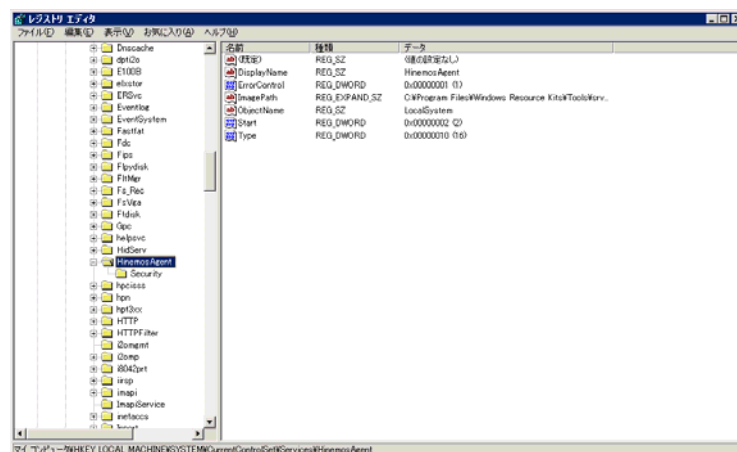 レジストリ エディタ
ファイル(F) 編集(E) 表示(V) お気に入り(A) ヘルプ(H)
Dnscache
dpti2o
E100B
elxstor
ERSvc
Eventlog
EventSystem
Fastfat
Fdc
Fips
Flpydisk
FltMgr
Fs_Rec
FsVga
Ftdisk
Gpc
helpsvc
HidServ
HinemosAgent
Security
hpcisss
hpn
hpt3xx
HTTP
HTTPFilter
i2omgmt
i2omp
i8042prt
iirsp
imapi
ImapiService
inetaccs
Inport
名前 種類 データ
(既定) REG_SZ (値の設定なし)
DisplayName REG_SZ HinemosAgent
ErrorControl REG_DWORD 0x00000001 (1)
ImagePath REG_EXPAND_SZ C:¥Program Files¥Windows Resource Kits¥Tools¥srv...
ObjectName REG_SZ LocalSystem
Start REG_DWORD 0x00000002 (2)
Type REG_DWORD 0x00000010 (16)
マイ コンピュータ¥HKEY_LOCAL_MACHINE¥SYSTEM¥CurrentControlSet¥Services¥HinemosAgent